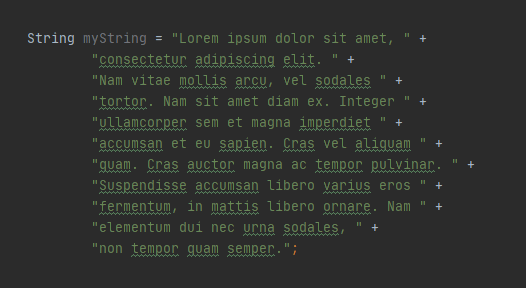 String myString = "Lorem ipsum dolor sit amet, " +
"consectetur adipiscing elit. " +
"Nam vitae mollis arcu, vel sodales " +
"tortor. Nam sit amet diam ex. Integer " +
"ullamcorper sem et magna imperdiet " +
"accumsan et eu sapien. Cras vel aliquam " +
"quam. Cras auctor magna ac tempor pulvinar. " +
"Suspendisse accumsan libero varius eros " +
"fermentum, in mattis libero ornare. Nam " +
"elementum dui nec urna sodales, " +
"non tempor quam semper.";